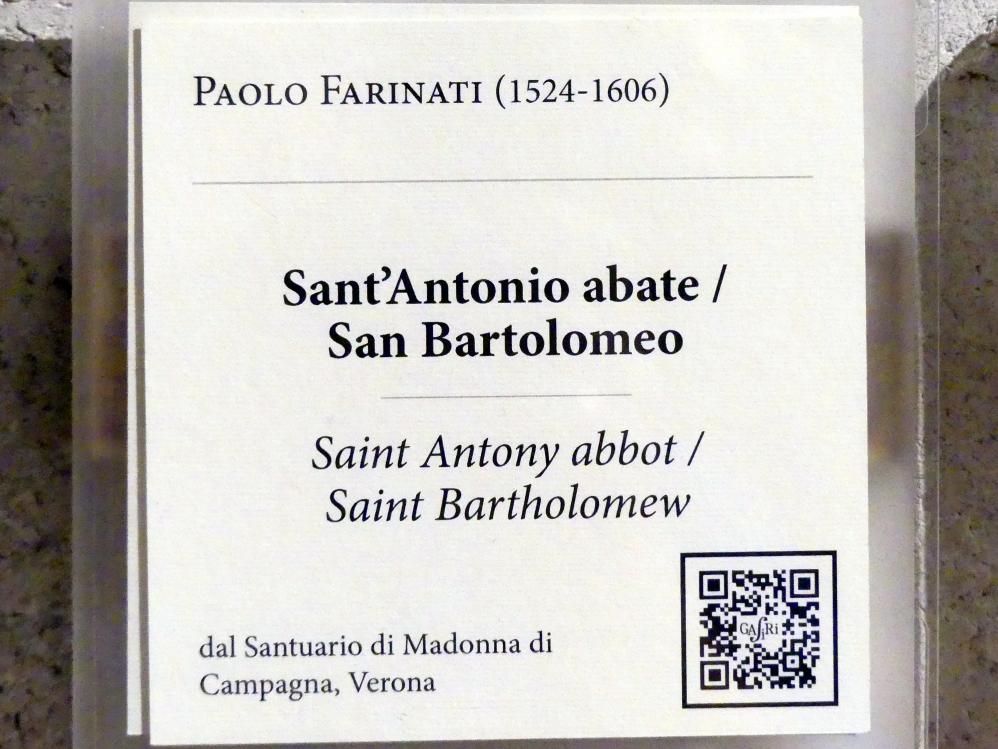 PAOLO FARINATI (1524-1606)
Sant’Antonio abate /
San Bartolomeo
Saint Antony abbot /
Saint Bartholomew
dal Santuario di Madonna di
Campagna, Verona